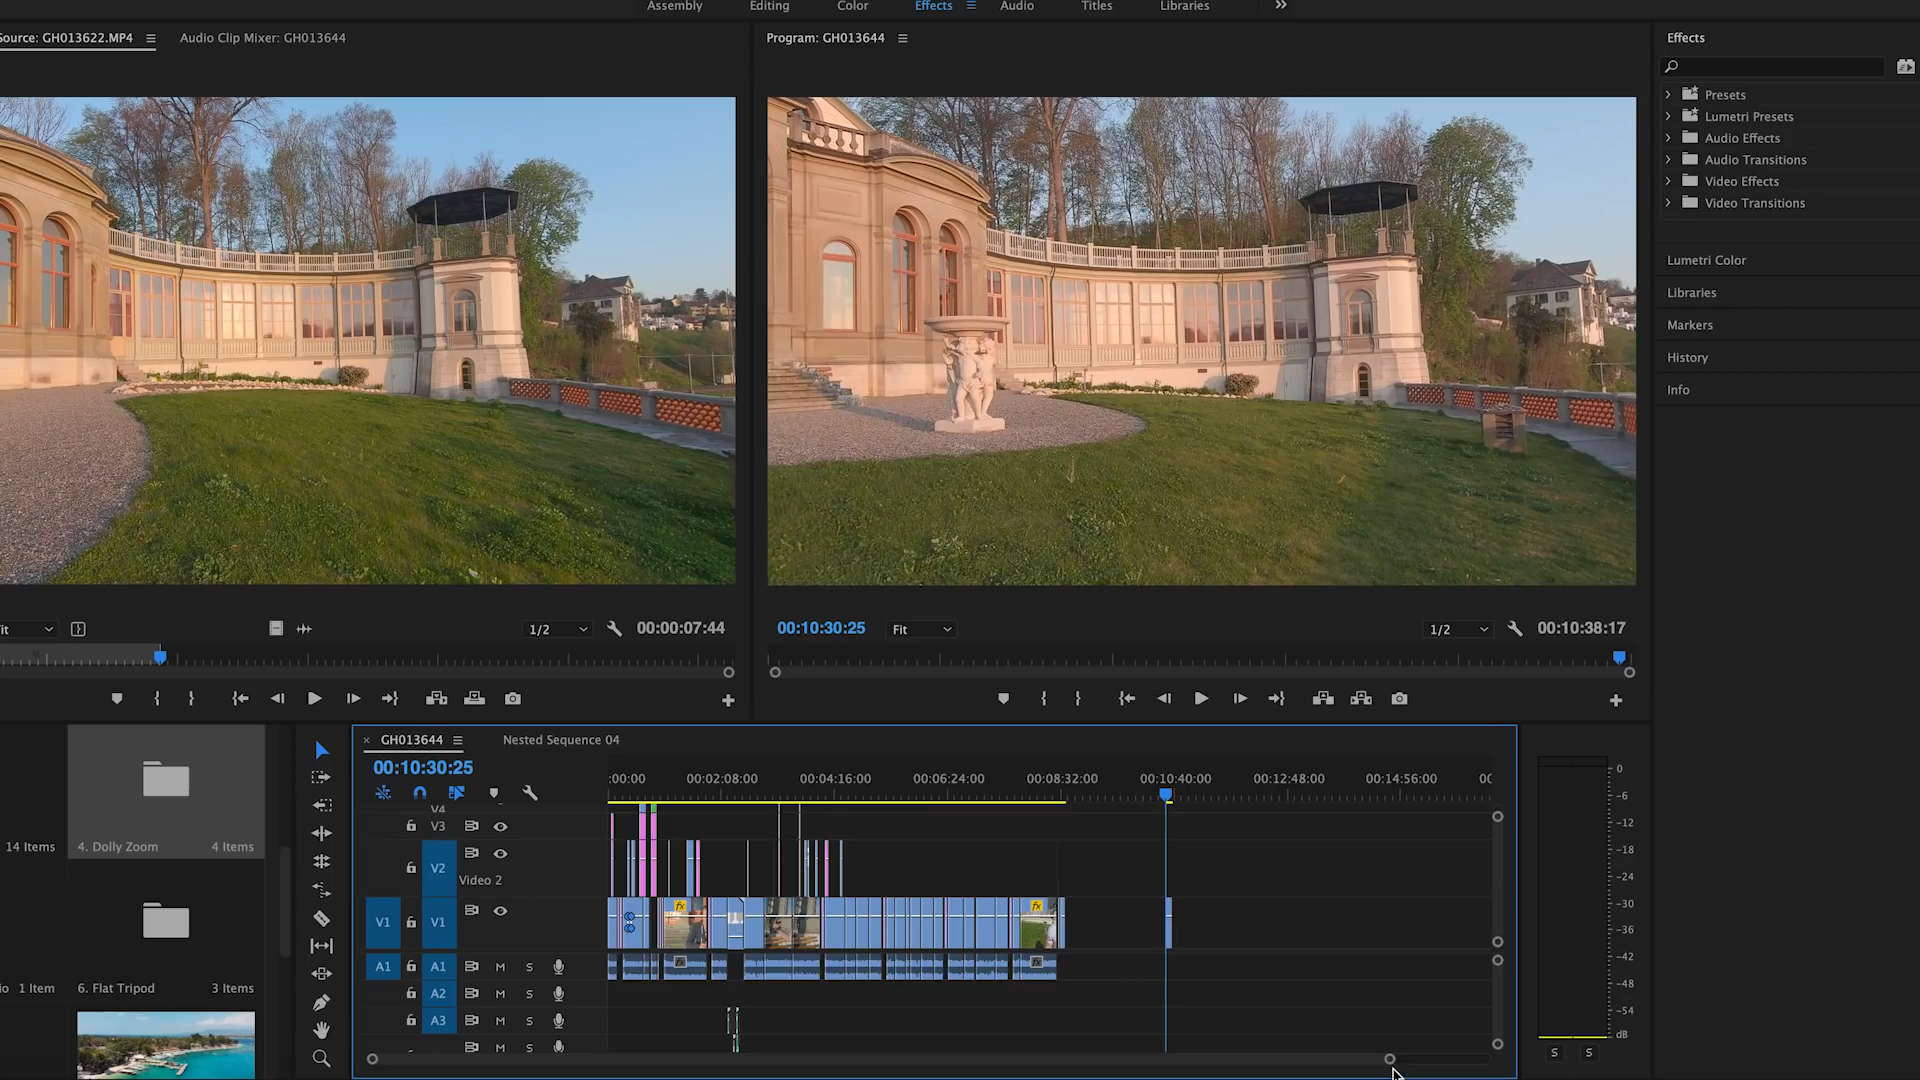 Assembly Editing Color Effects Audio Titles Libraries
Source: GH013622.MP4 Audio Clip Mixer: GH013644
Program: GH013644
Effects
Presets
Lumetri Presets
Audio Effects
Audio Transitions
Video Effects
Video Transitions
Lumetri Color
Libraries
Markers
History
Info
1/2 00:00:07:44
00:10:30:25 Fit 1/2 00:10:38:17
14 Items
4. Dolly Zoom 4 Items
1 Item
6. Flat Tripod 3 Items
× GH013644 Nested Sequence 04
00:10:30:25
:00:00 00:02:08:00 00:04:16:00 00:06:24:00 00:08:32:00 00:10:40:00 00:12:48:00 00:14:56:00
V4
V3
V2
Video 2
V1 V1
fx fx
A1 A1 M S
fx fx
A2 M S
A3 M S
M S
0
-6
-12
-18
-24
-30
-36
-42
-48
-54
dB
S S